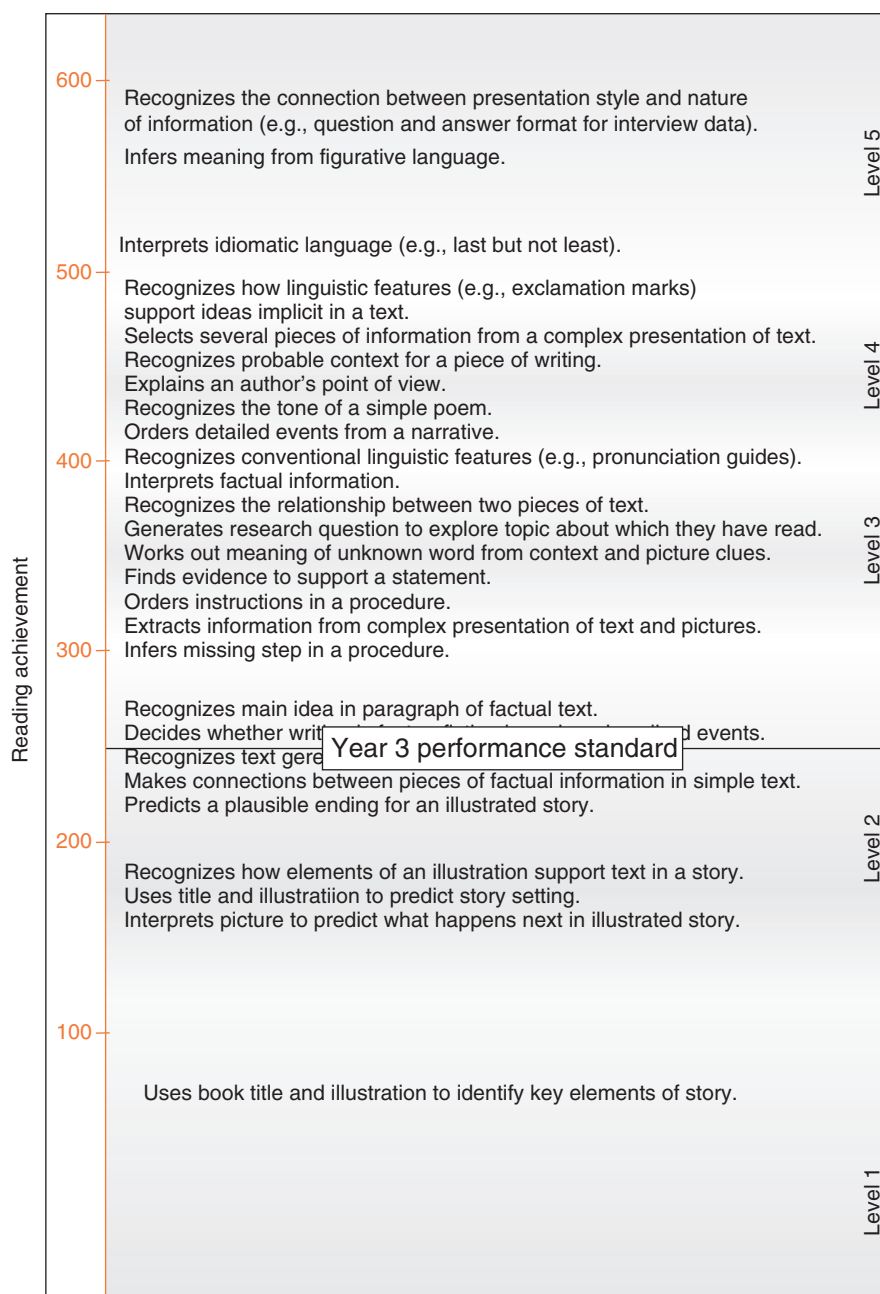 600
Recognizes the connection between presentation style and nature
of information (e.g., question and answer format for interview data).
Infers meaning from figurative language.
Level 5
Interprets idiomatic language (e.g., last but not least).
500
Recognizes how linguistic features (e.g., exclamation marks)
support ideas implicit in a text.
Selects several pieces of information from a complex presentation of text.
Recognizes probable context for a piece of writing.
Explains an author's point of view.
Level 4
Recognizes the tone of a simple poem.
Orders detailed events from a narrative.
400
Recognizes conventional linguistic features (e.g., pronunciation guides).
Interprets factual information.
Recognizes the relationship between two pieces of text.
Generates research question to explore topic about which they have read.
Works out meaning of unknown word from context and picture clues.
Level 3
Finds evidence to support a statement.
Orders instructions in a procedure.
Extracts information from complex presentation of text and pictures.
300
Infers missing step in a procedure.
Reading achievement
Recognizes main idea in paragraph of factual text.
Decides whether events.
Year 3 performance standard
Recognizes text
Makes connections between pieces of factual information in simple text.
Predicts a plausible ending for an illustrated story.
200
Level 2
Recognizes how elements of an illustration support text in a story.
Uses title and illustratiion to predict story setting.
Interprets picture to predict what happens next in illustrated story.
100
Uses book title and illustration to identify key elements of story.
Level 1